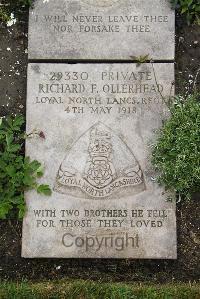 I WILL NEVER LEAVE THEE
NOR FORSAKE THEE
29330 PRIVATE
RICHARD F. OLLERHEAD
LOYAL NORTH LANCS. REGT.
4TH MAY 1918
LOYAL NORTH LANCASHIRE
WITH TWO BROTHERS HE FELL
FOR THOSE THEY LOVED
Copyright